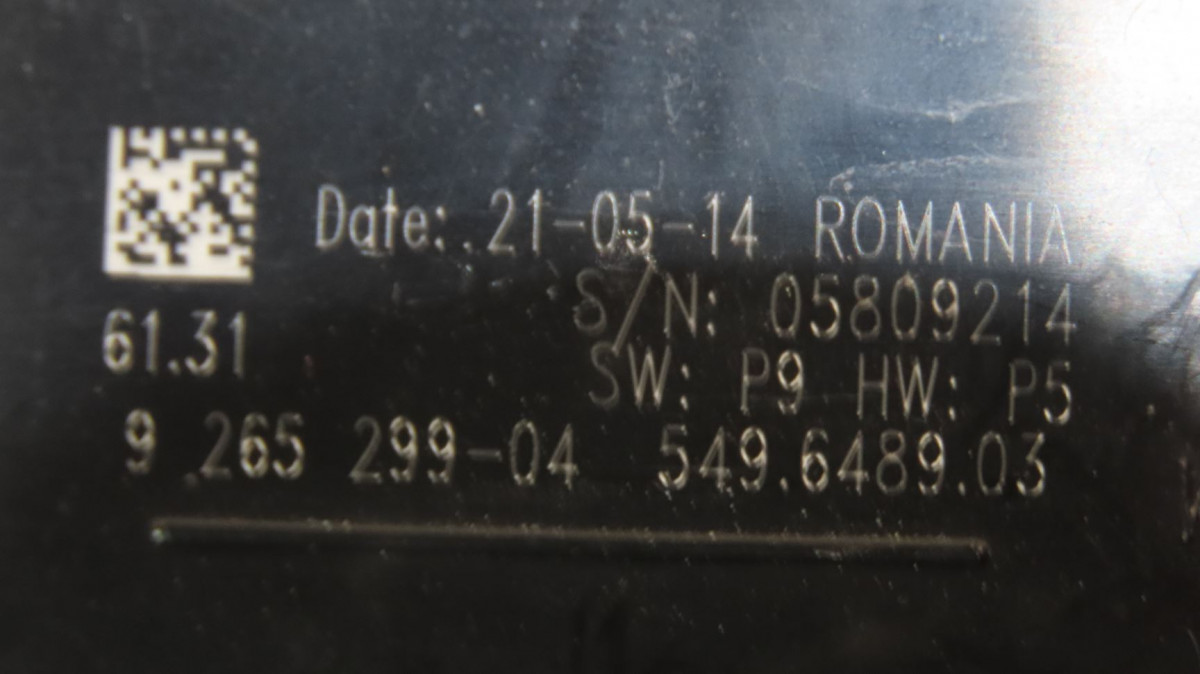 Date: 21-05-14 ROMANIA
S/N: 05809214
61.31
SW: P9 HW: P5
9 265 299-04 549.6489.03